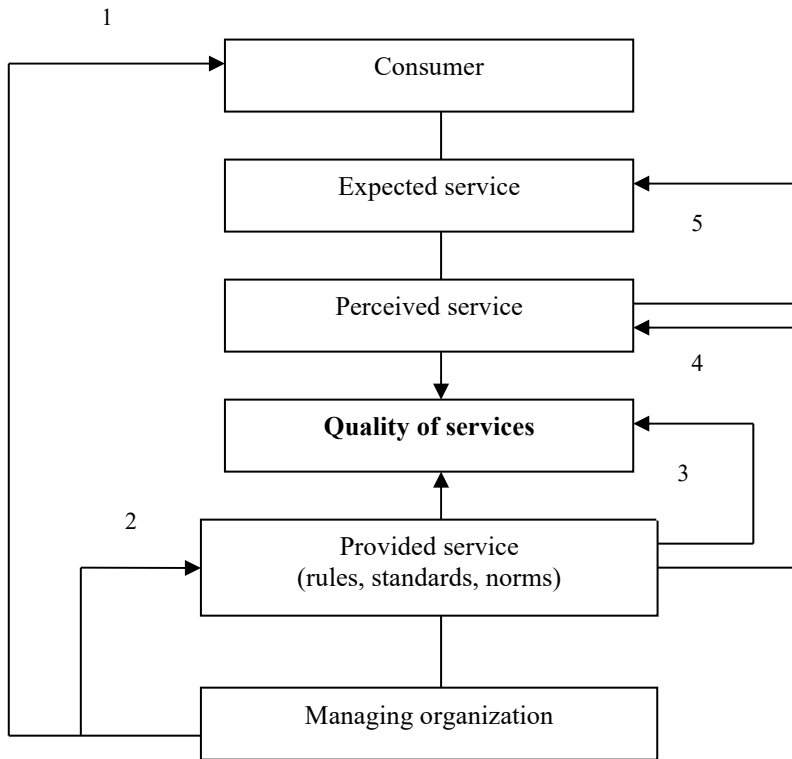 1
Consumer
Expected service
5
Perceived service
4
Quality of services
3
2
Provided service
(rules, standards, norms)
Managing organization